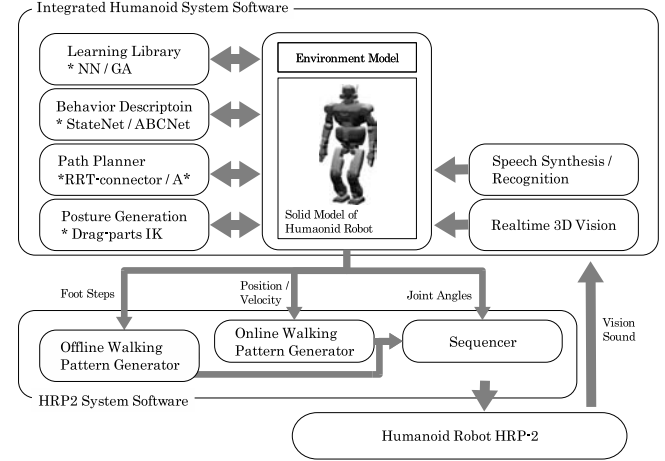 Integrated Humanoid System Software
Learning Library
* NN / GA
Behavior Descriptoin
* StateNet / ABCNet
Path Planner
*RRT-connector / A*
Posture Generation
* Drag-parts IK
Environment Model
Solid Model of
Humaonid Robot
Speech Synthesis /
Recognition
Realtime 3D Vision
Foot Steps
Position /
Velocity
Joint Angles
Vision
Sound
Offline Walking
Pattern Generator
Online Walking
Pattern Generator
Sequencer
HRP2 System Software
Humanoid Robot HRP-2